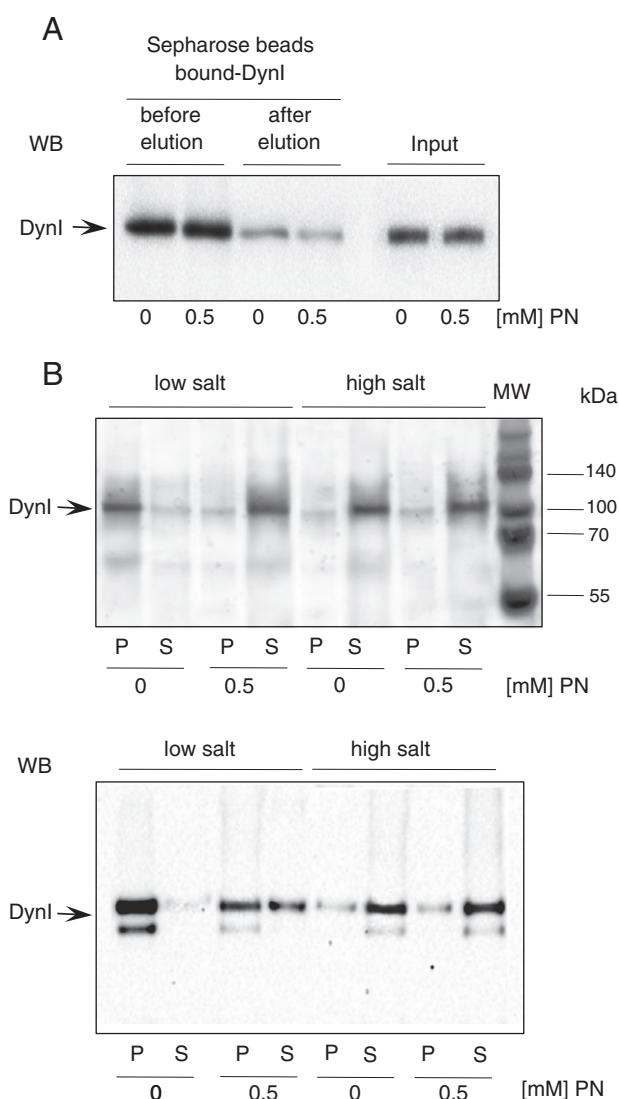 A
Sepharose beads
bound-DynI
before after
elution elution
WB Input
DynI
0 0.5 0 0.5 0 0.5 [mM] PN
B
low salt high salt MW kDa
140
DynI 100
70
55
P S P S P S P S
0 0.5 0 0.5 [mM] PN
low salt high salt
WB
DynI
P S P S P S P S
0 0.5 0 0.5 [mM] PN